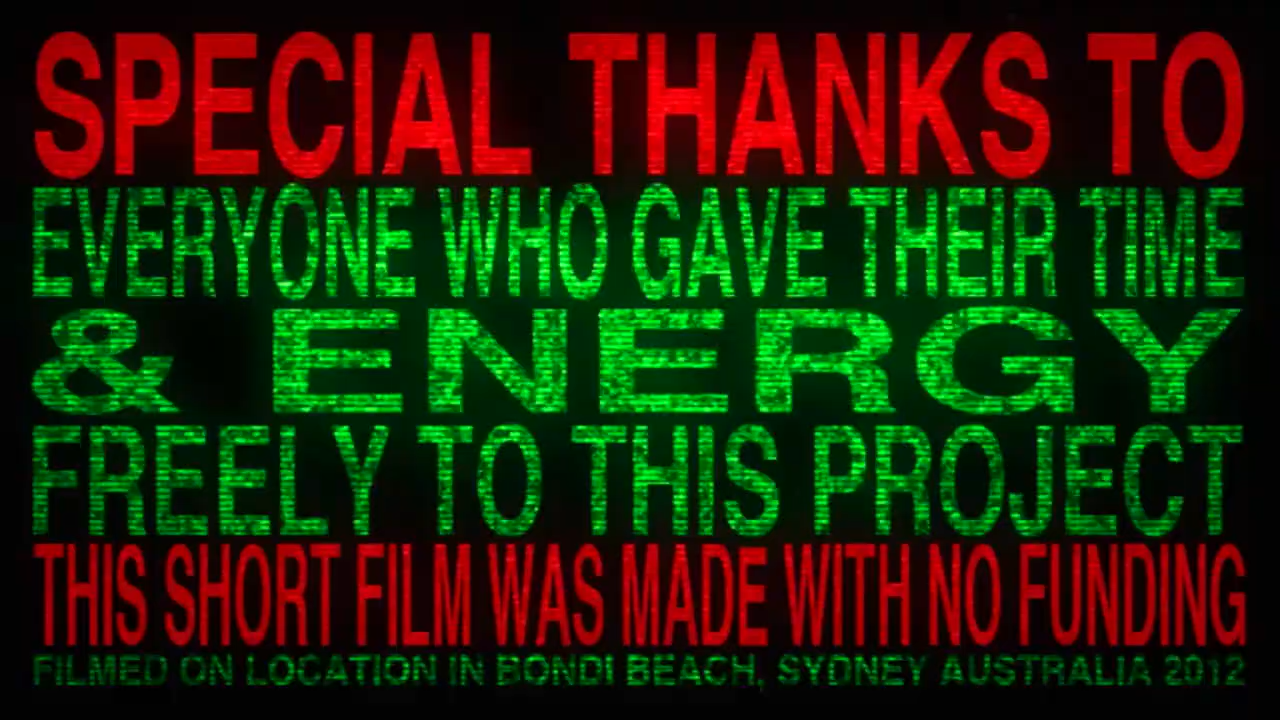 SPECIAL THANKS TO
EVERYONE WHO GAVE THEIR TIME
& ENERGY
FREELY TO THIS PROJECT
THIS SHORT FILM WAS MADE WITH NO FUNDING
FILMED ON LOCATION IN BONDI BEACH, SYDNEY AUSTRALIA 2012